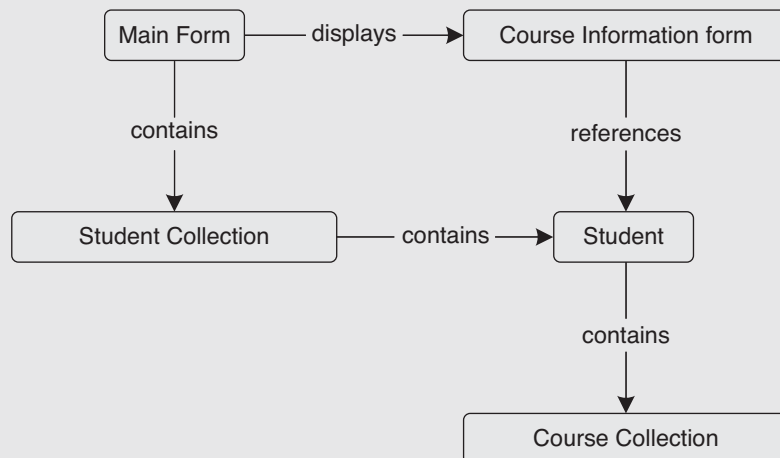 Main Form
displays
Course Information form
contains
references
Student Collection
contains
Student
contains
Course Collection